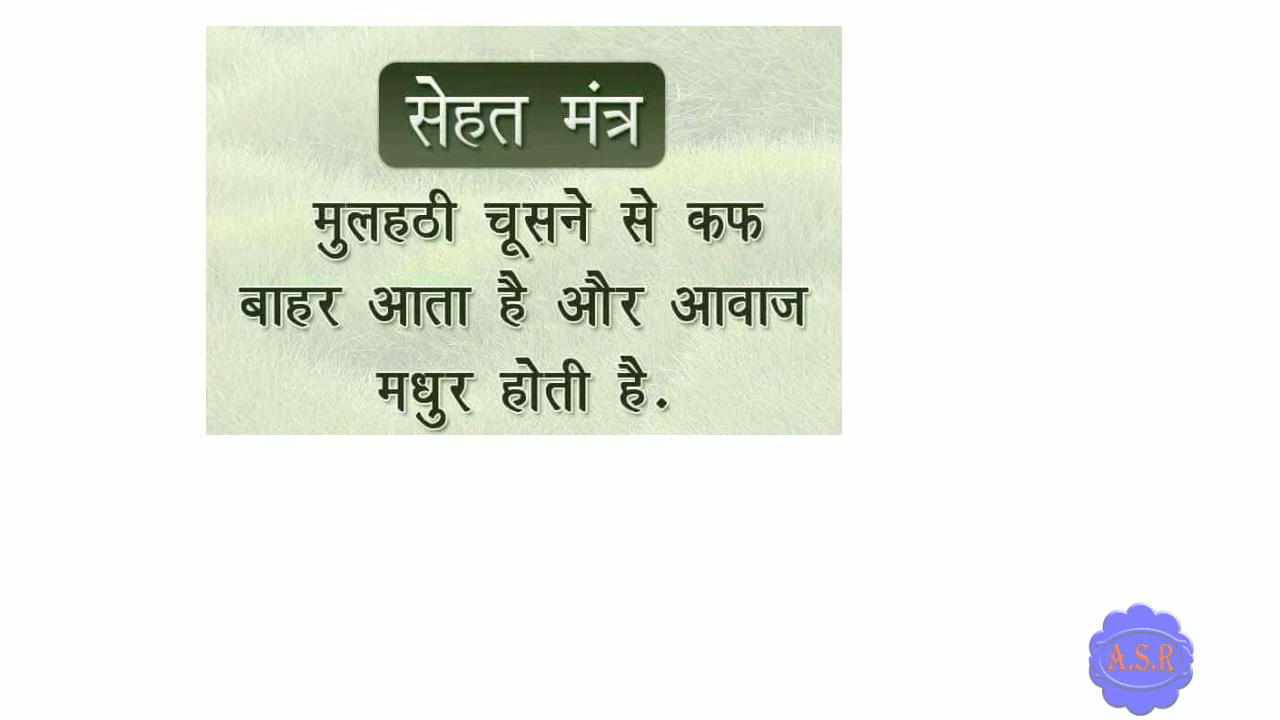 सेहत मंत्र
मुलहठी चूसने से कफ
बाहर आता है और आवाज
मधुर होती है.
A.S.R